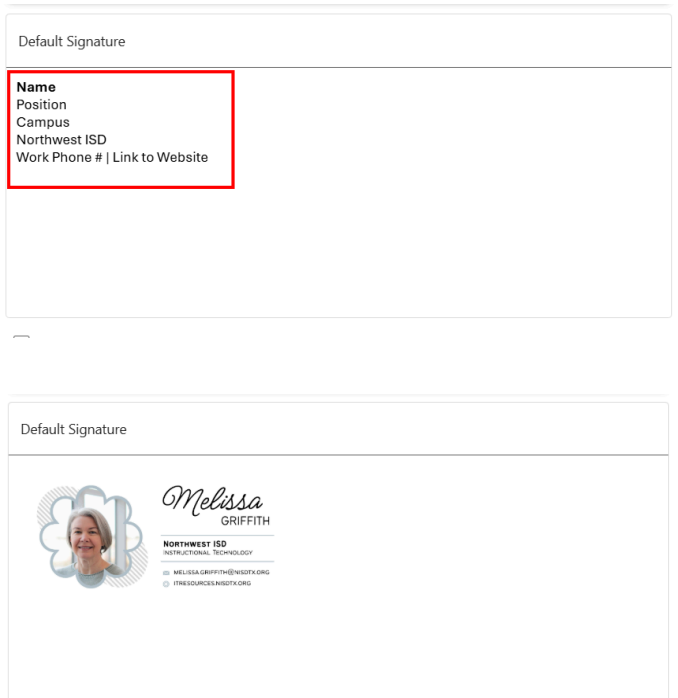 Default Signature
Name
Position
Campus
Northwest ISD
Work Phone # | Link to Website
Default Signature
Melissa
GRIFFITH
NORTHWEST ISD
INSTRUCTIONAL TECHNOLOGY
MELISSA.GRIFFITH@NISDTX.ORG
ITRESOURCES.NISDTX.ORG